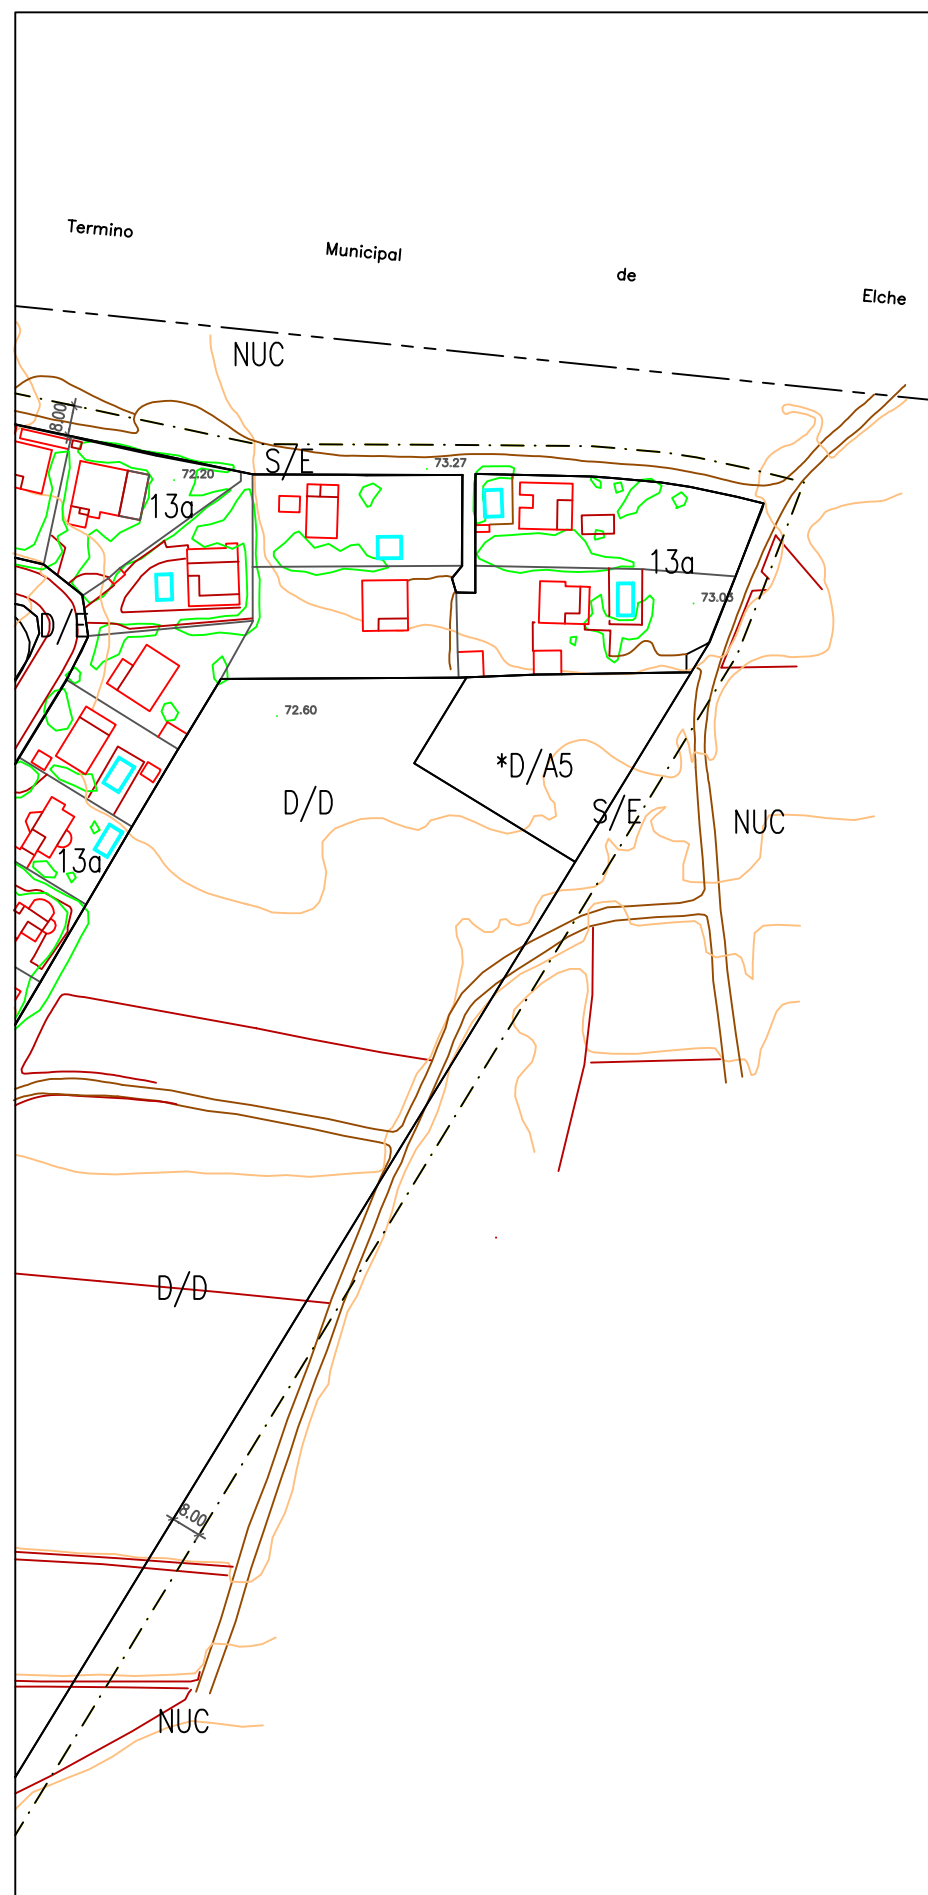 Termino Municipal de Elche
NUC
8.00
S/E
73.27
72.20
13a
13a
73.03
D/E
72.60
*D/A5
D/D
S/E
NUC
13a
D/D
8.00
NUC